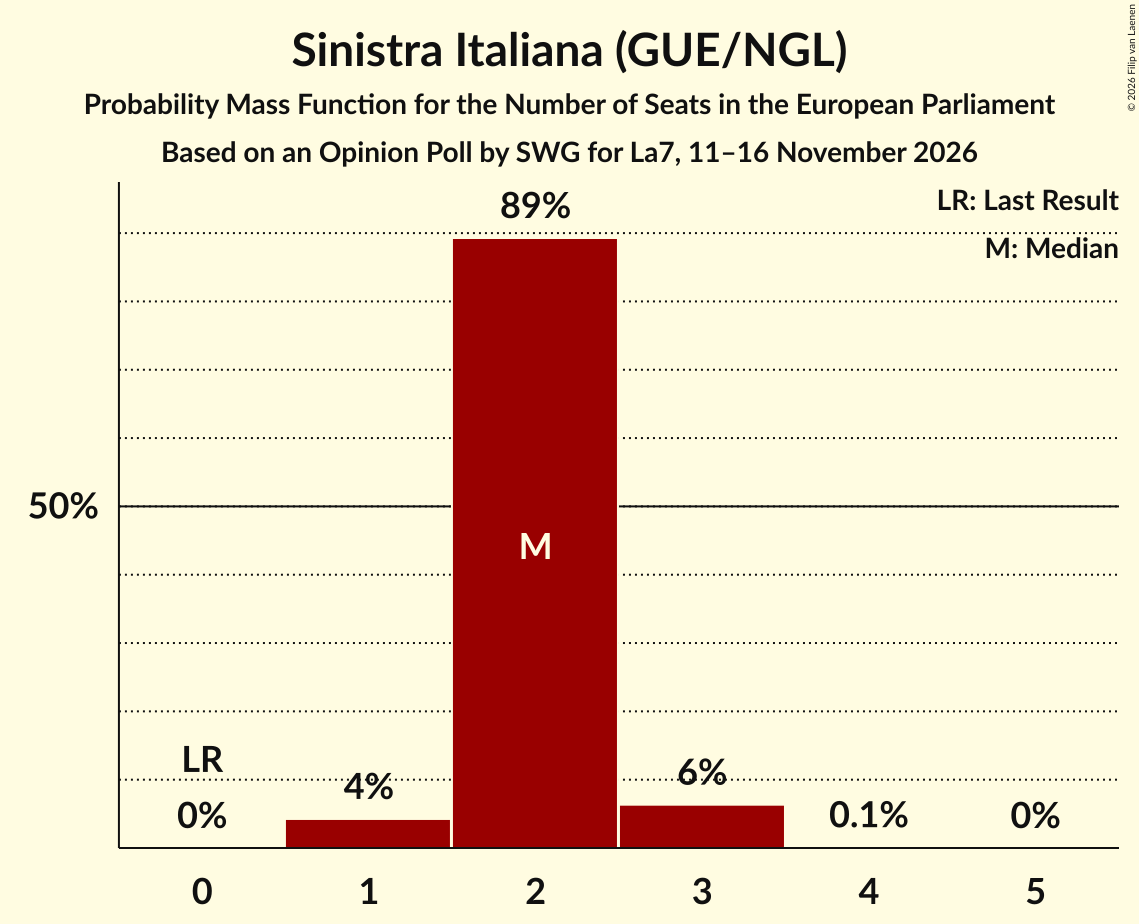 Sinistra Italiana (GUE/NGL)
Probability Mass Function for the Number of Seats in the European Parliament
Based on an Opinion Poll by SWG for La7, 11–16 November 2026
© 2026 Filip van Laenen
LR: Last Result
M: Median
89%
50%
M
LR
0%
4%
6%
0.1%
0%
0 1 2 3 4 5